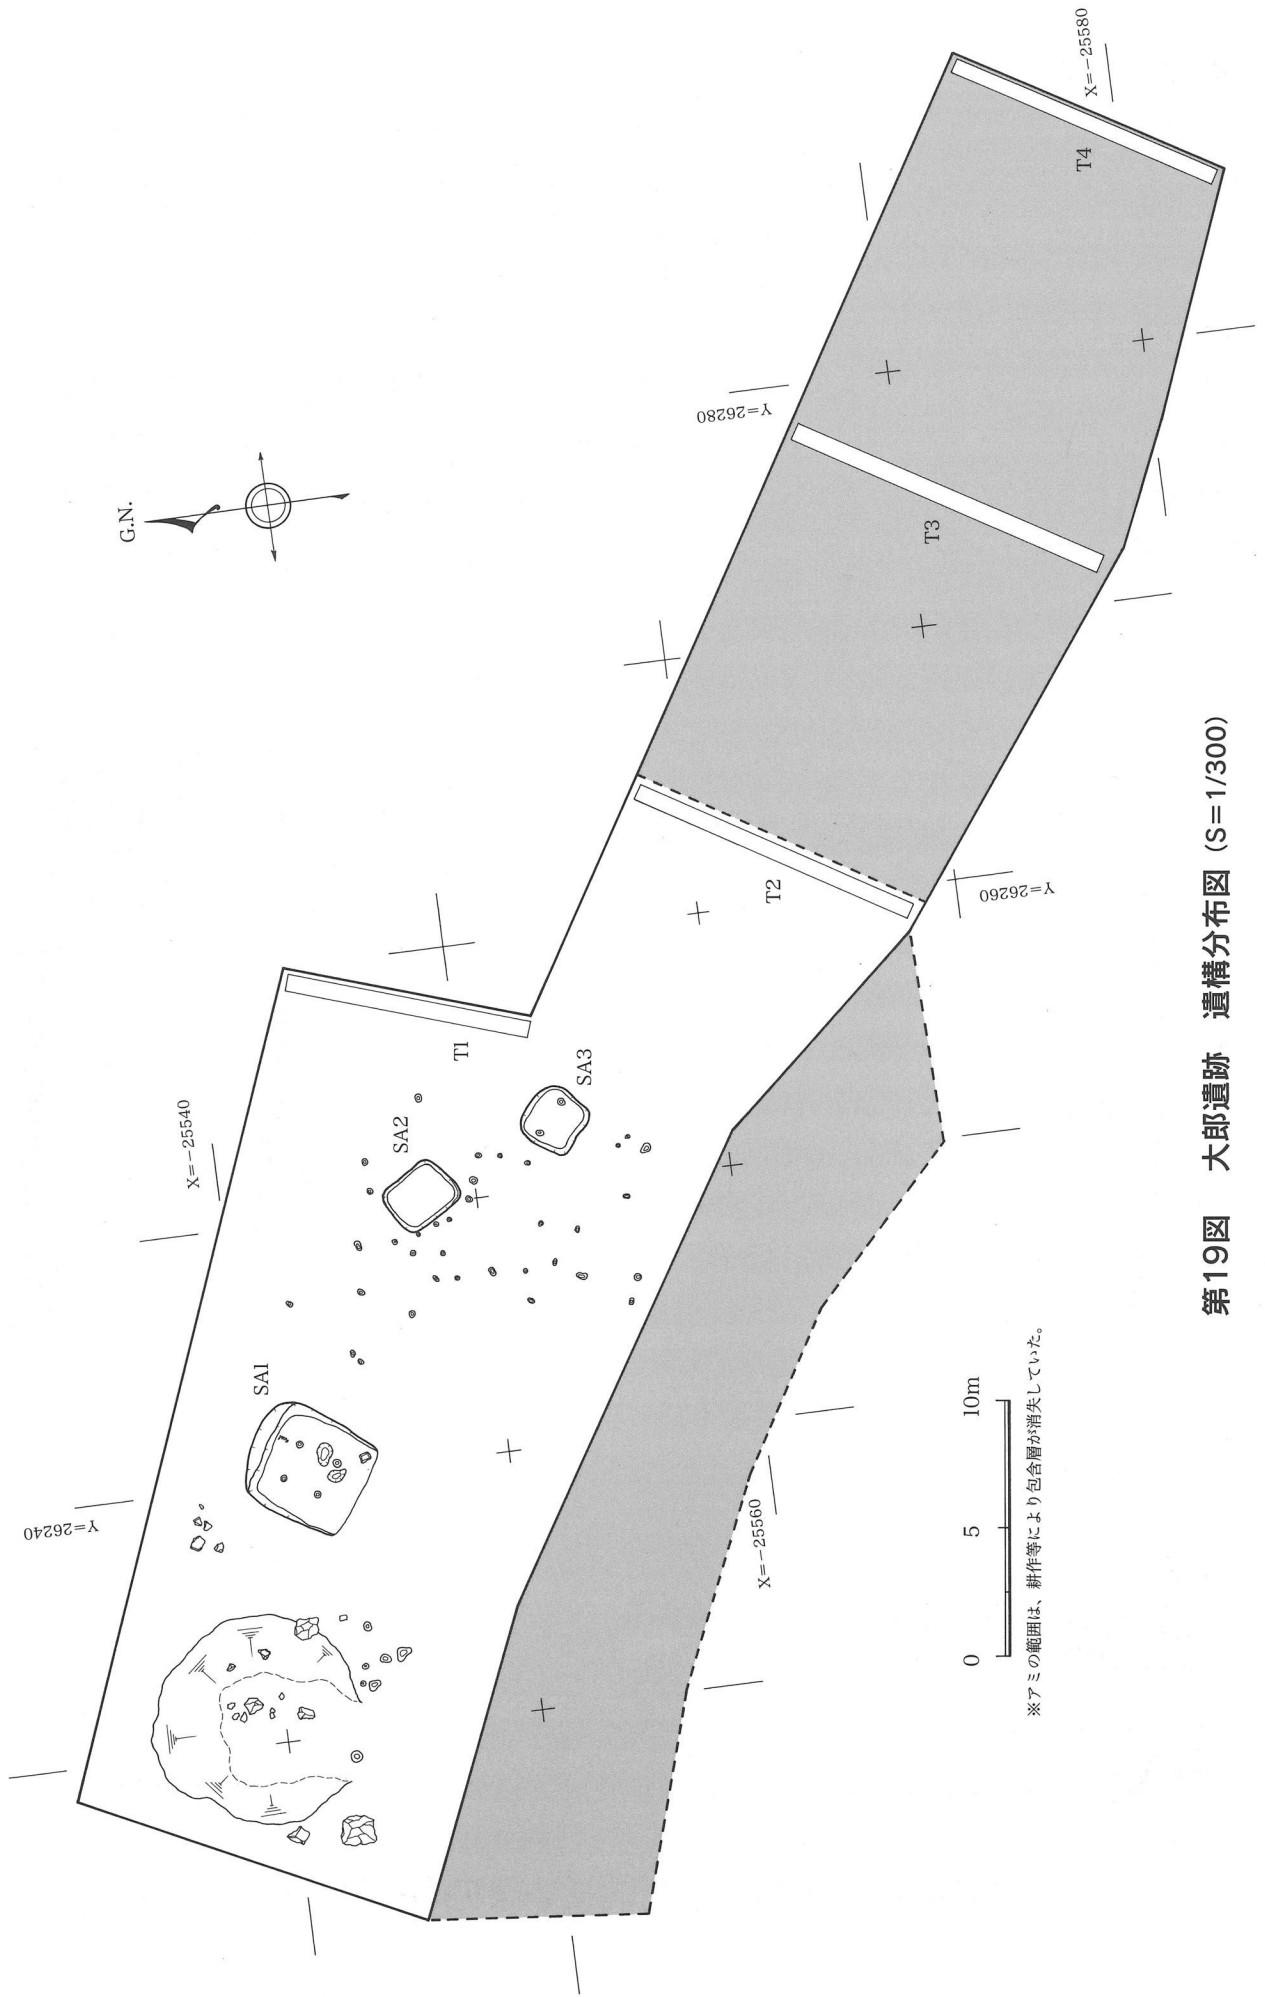 G.N.
X=-25580
T4
Y=26280
T3
T2
Y=26260
T1
SA3
SA2
X=-25540
SA1
Y=26240
X=-25560
0 5 10m
※アミの範囲は、耕作等により包含層が消失していた。
第19図 大郎遺跡 遺構分布図（S=1/300）